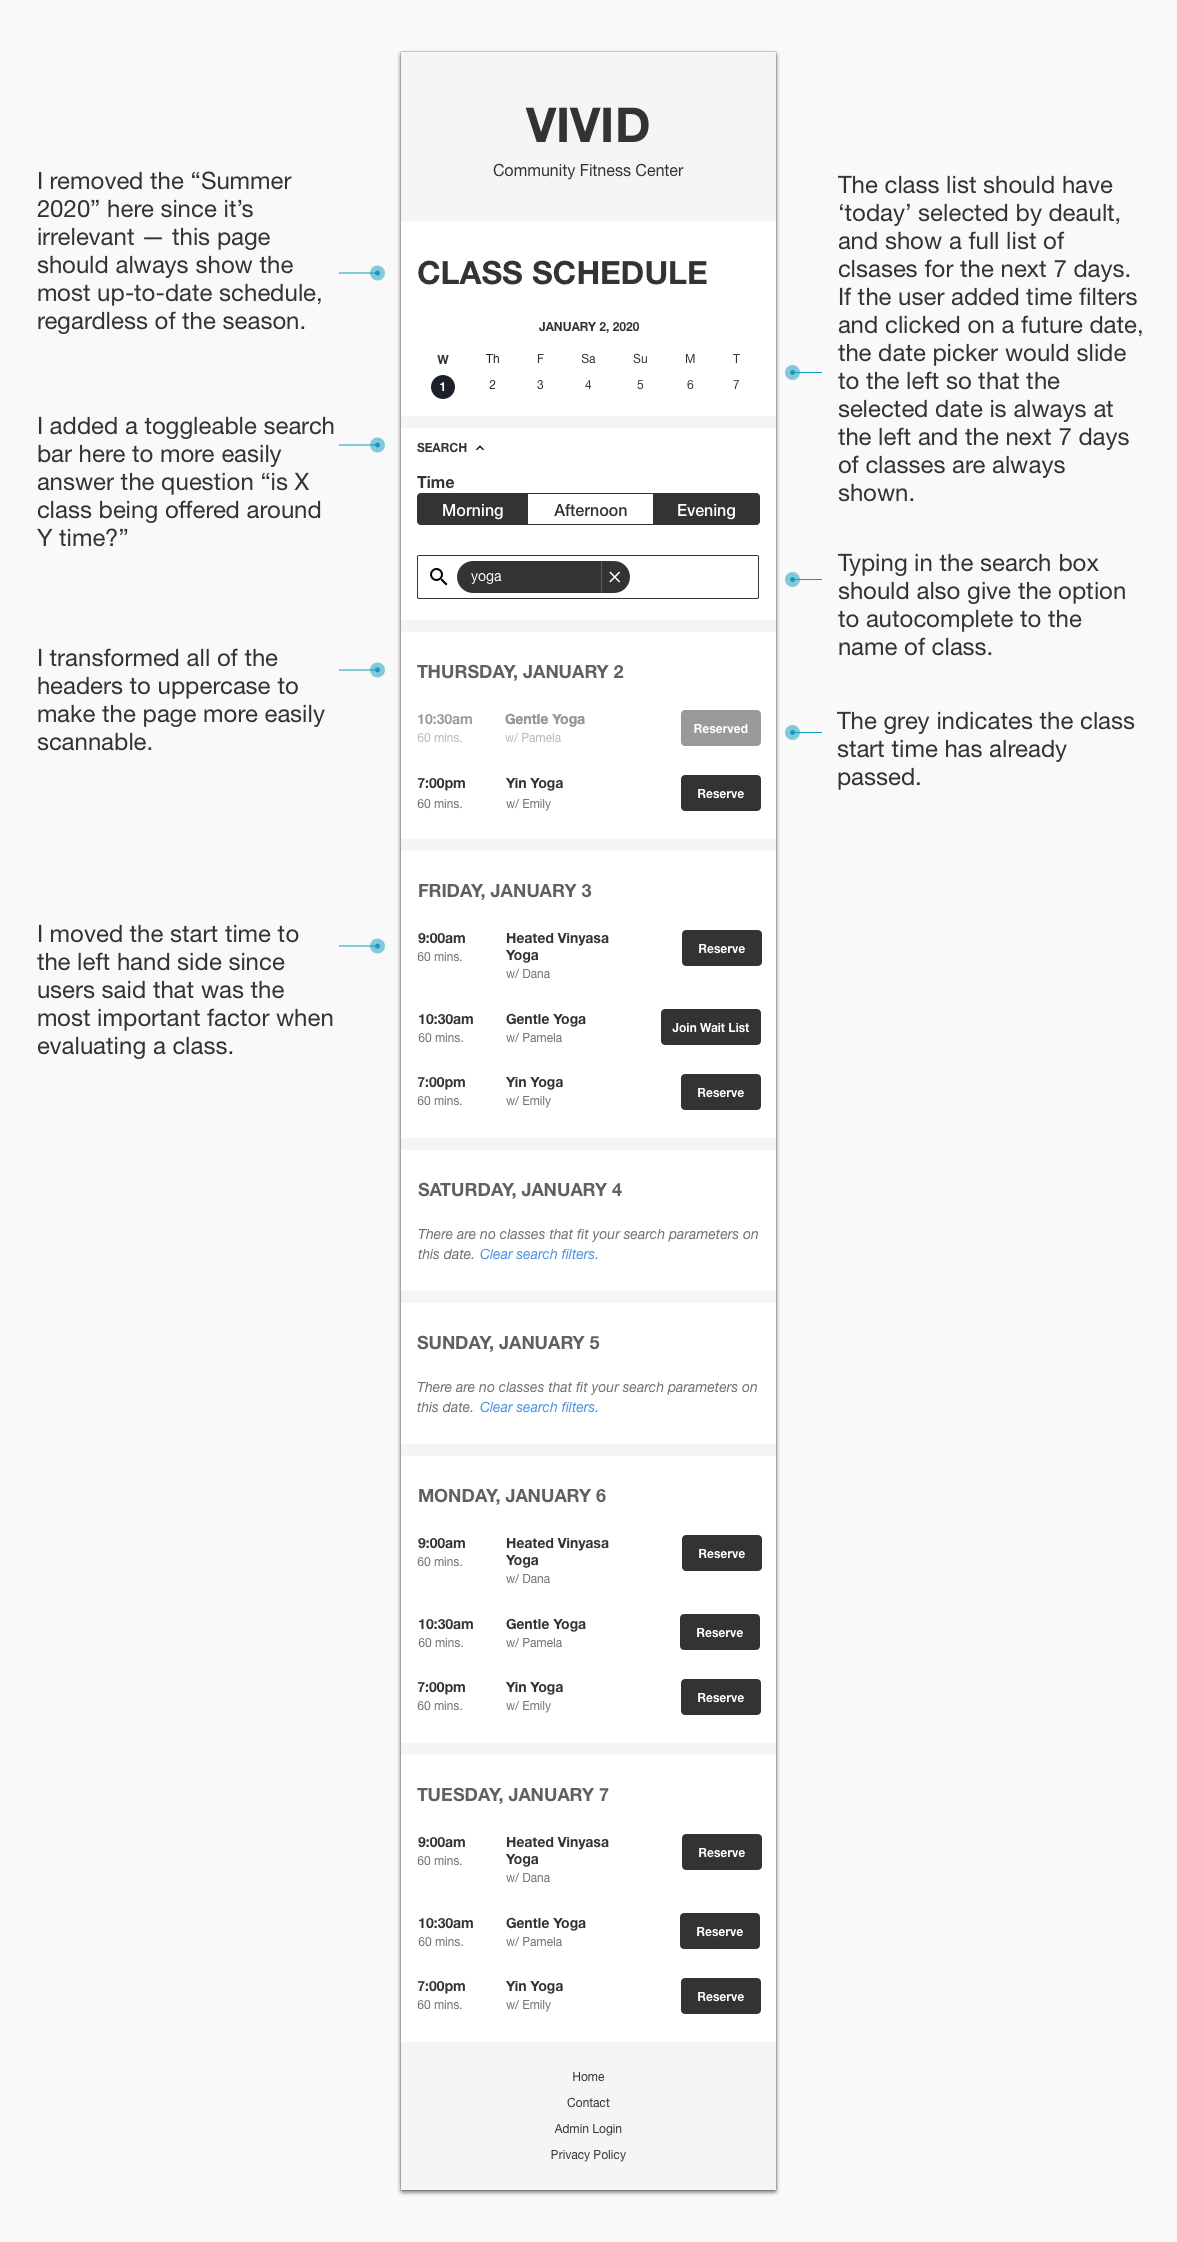 VIVID
Community Fitness Center
I removed the “Summer
2020” here since it’s
irrelevant — this page
should always show the
most up-to-date schedule,
regardless of the season.
CLASS SCHEDULE
JANUARY 2, 2020
W Th F Sa Su M T
1 2 3 4 5 6 7
The class list should have
‘today’ selected by deault,
and show a full list of
clsases for the next 7 days.
If the user added time filters
and clicked on a future date,
the date picker would slide
to the left so that the
selected date is always at
the left and the next 7 days
of classes are always
shown.
I added a toggleable search
bar here to more easily
answer the question “is X
class being offered around
Y time?”
SEARCH
Time
Morning Afternoon Evening
yoga
Typing in the search box
should also give the option
to autocomplete to the
name of class.
I transformed all of the
headers to uppercase to
make the page more easily
scannable.
THURSDAY, JANUARY 2
10:30am Gentle Yoga Reserved
60 mins. w/ Pamela
The grey indicates the class
start time has already
passed.
7:00pm Yin Yoga Reserve
60 mins. w/ Emily
I moved the start time to
the left hand side since
users said that was the
most important factor when
evaluating a class.
FRIDAY, JANUARY 3
9:00am Heated Vinyasa Reserve
60 mins. Yoga
w/ Dana
10:30am Gentle Yoga Join Wait List
60 mins. w/ Pamela
7:00pm Yin Yoga Reserve
60 mins. w/ Emily
SATURDAY, JANUARY 4
There are no classes that fit your search parameters on
this date. Clear search filters.
SUNDAY, JANUARY 5
There are no classes that fit your search parameters on
this date. Clear search filters.
MONDAY, JANUARY 6
9:00am Heated Vinyasa Reserve
60 mins. Yoga
w/ Dana
10:30am Gentle Yoga Reserve
60 mins. w/ Pamela
7:00pm Yin Yoga Reserve
60 mins. w/ Emily
TUESDAY, JANUARY 7
9:00am Heated Vinyasa Reserve
60 mins. Yoga
w/ Dana
10:30am Gentle Yoga Reserve
60 mins. w/ Pamela
7:00pm Yin Yoga Reserve
60 mins. w/ Emily
Home
Contact
Admin Login
Privacy Policy